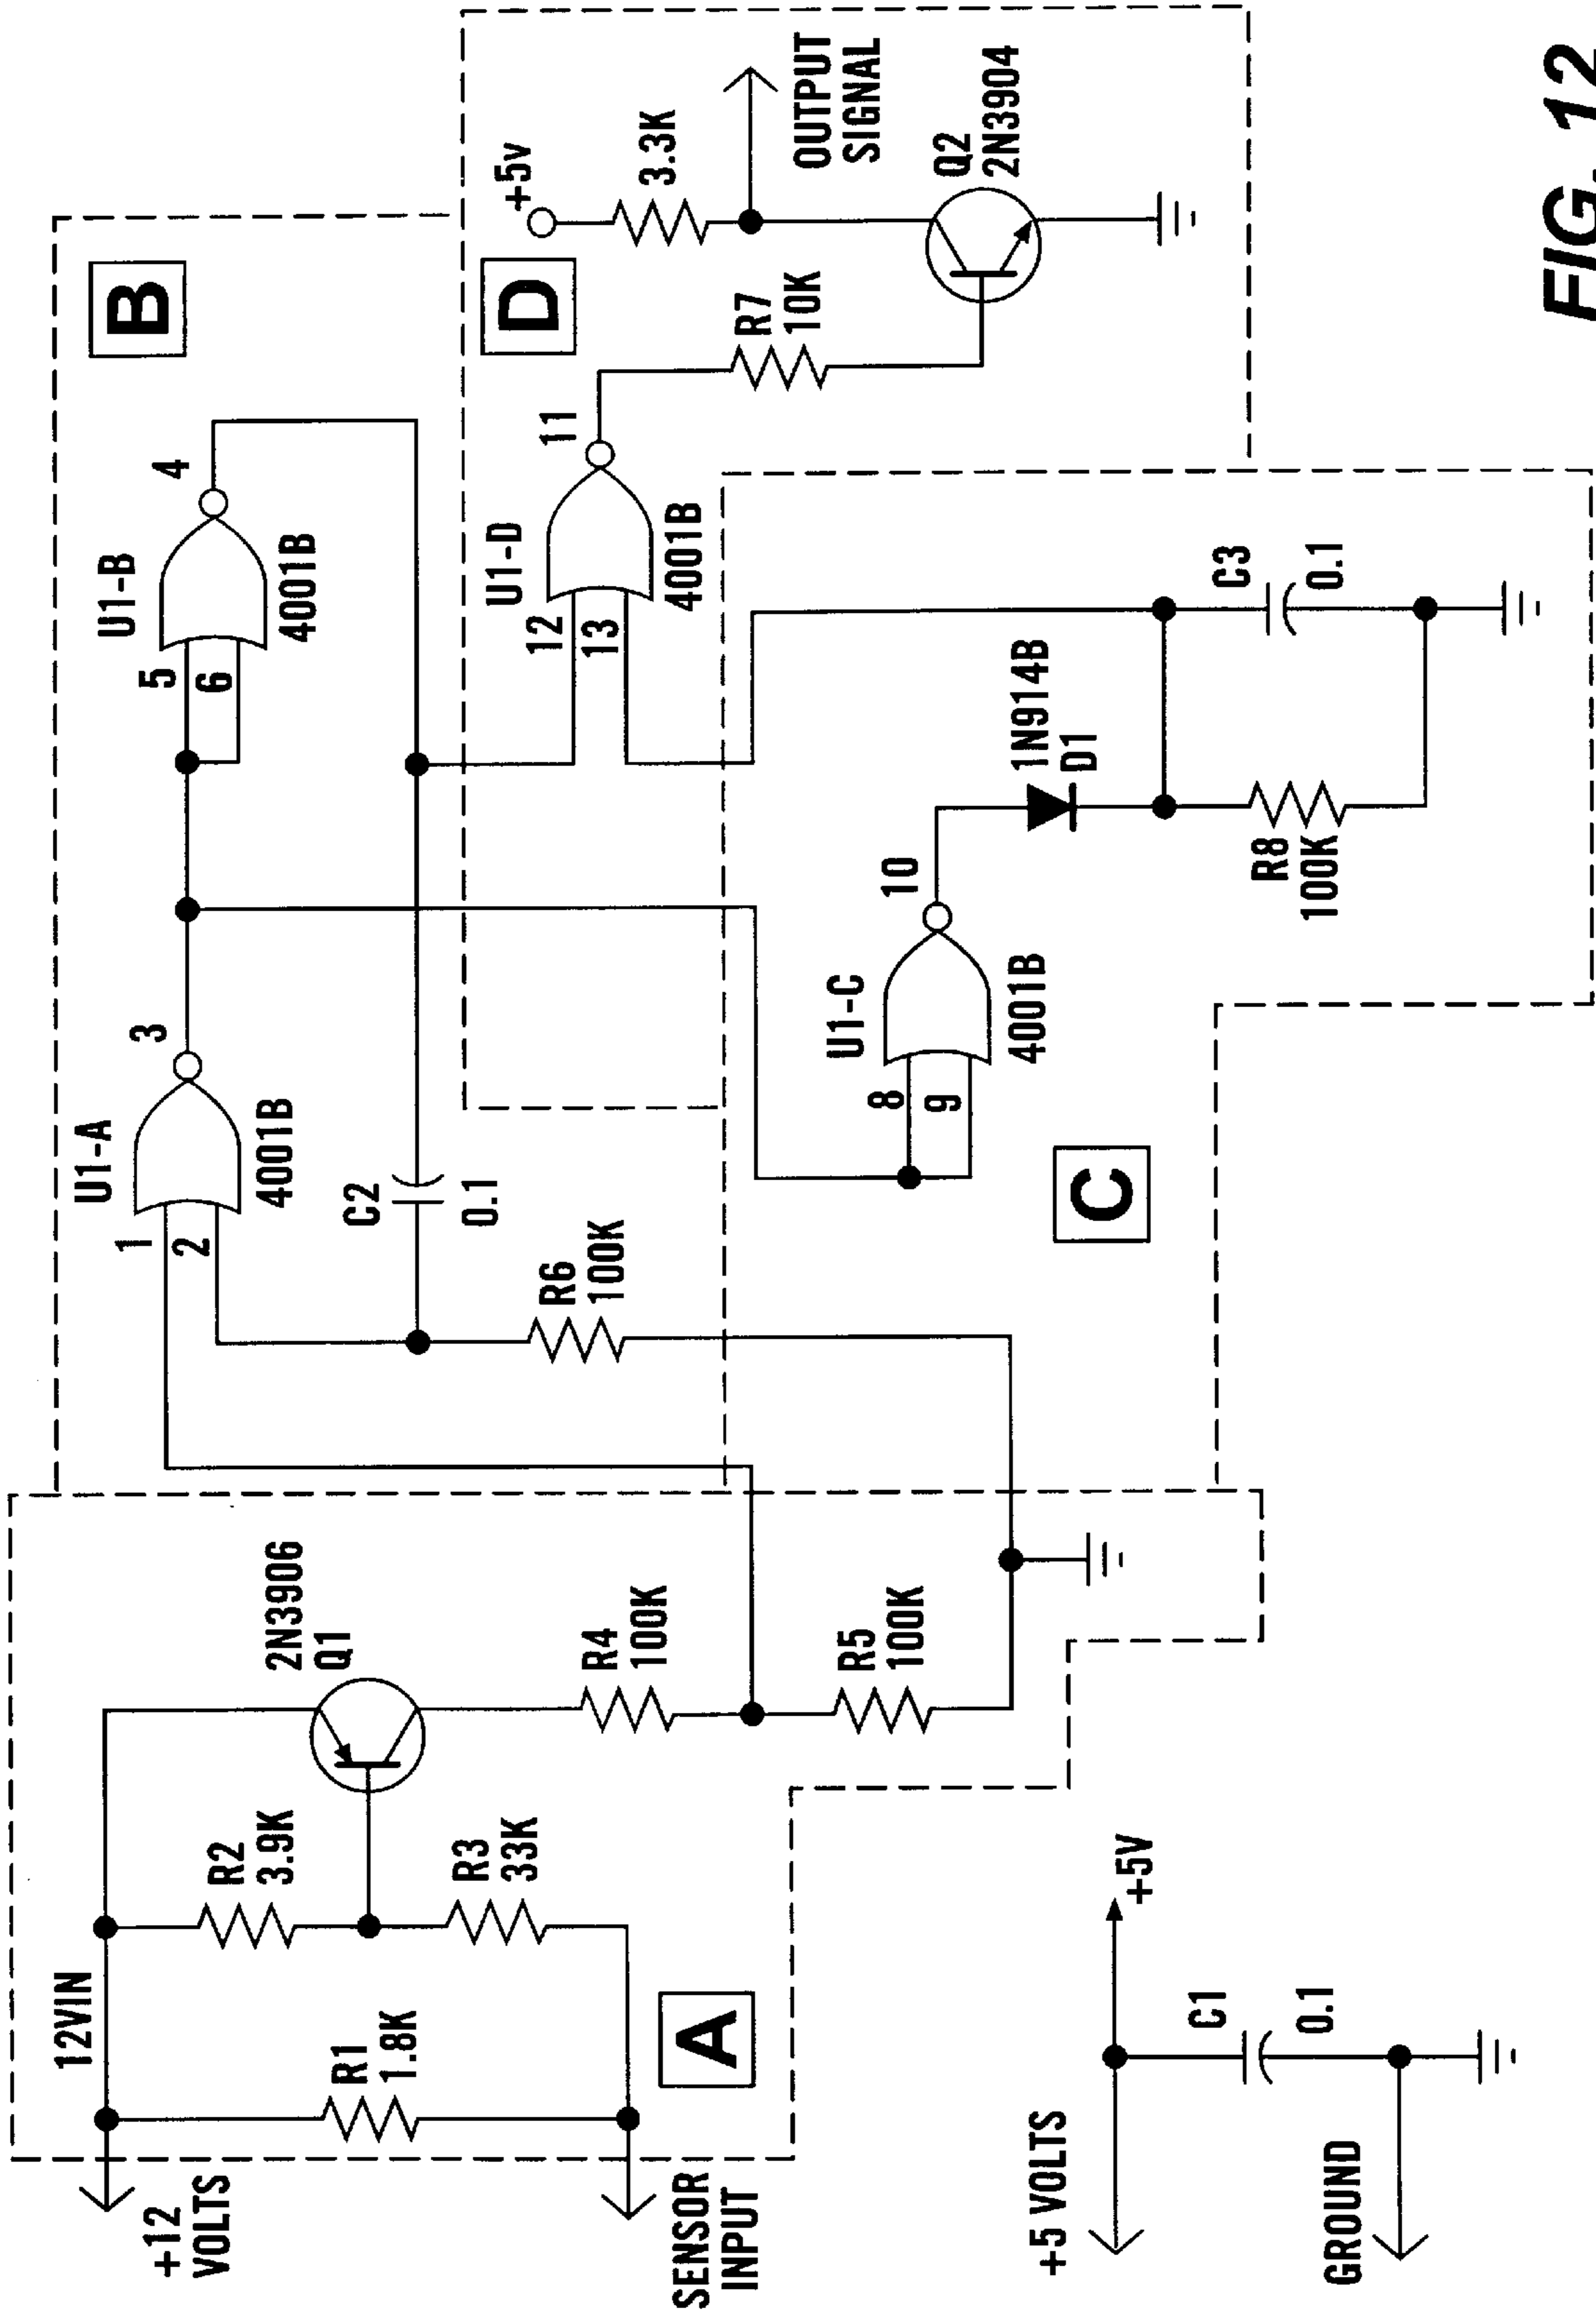 +12
VOLTS
12VIN
R1
1.8K
R2
3.9K
R3
33K
2N3906
Q1
R4
100K
R5
100K
SENSOR
INPUT
A
U1-A
1
2
3
4001B
C2
0.1
R6
100K
U1-B
5
6
4
4001B
B
U1-C
8
9
10
4001B
C
1N914B
D1
R8
100K
C3
0.1
U1-D
12
13
11
4001B
D
R7
10K
+5v
3.3K
OUTPUT
SIGNAL
Q2
2N3904
+5 VOLTS
+5V
C1
0.1
GROUND
FIG. 12